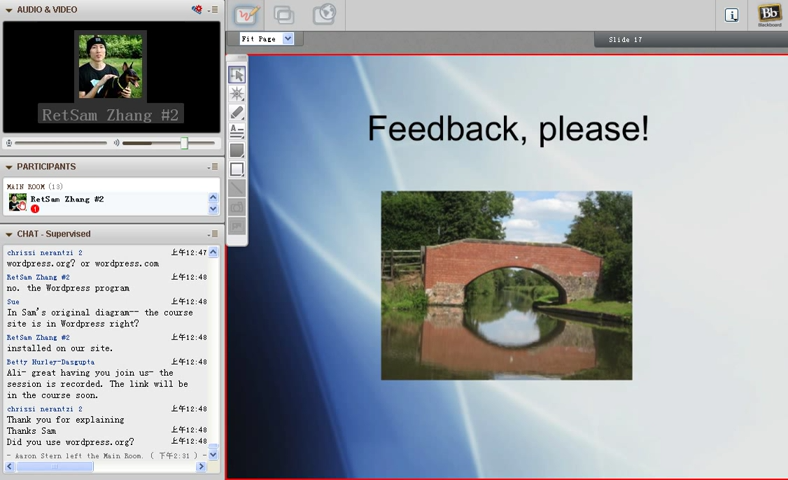 AUDIO & VIDEO
RetSam Zhang #2
PARTICIPANTS
MAIN ROOM (13)
RetSam Zhang #2
1
CHAT - Supervised
chrissi nerantzi 2 上午12:47
wordpress.org? or wordpress.com
RetSam Zhang #2 上午12:48
no. the Wordpress program
Sue 上午12:48
In Sam's original diagram-- the course
site is in Wordpress right?
RetSam Zhang #2 上午12:48
installed on our site.
Betty Hurley-Dasgupta 上午12:48
Ali- great having you join us- the
session is recorded. The link will be
in the course soon.
chrissi nerantzi 2 上午12:48
Thank you for explaining
Thanks Sam 上午12:48
Did you use wordpress.org? 上午12:48
- Aaron Stern left the Main Room. ( 下午2:31 ) -
Bb
Blackboard
Fit Page
Slide 17
Feedback, please!